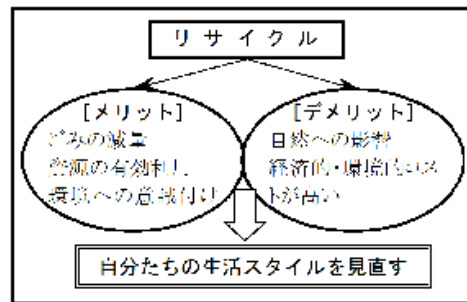 リサイクル
[メリット]
ごみの減量
資源の有効利用
環境への意識付け
[デメリット]
自然への影響
経済的・環境的コス
トが高い
自分たちの生活スタイルを見直す